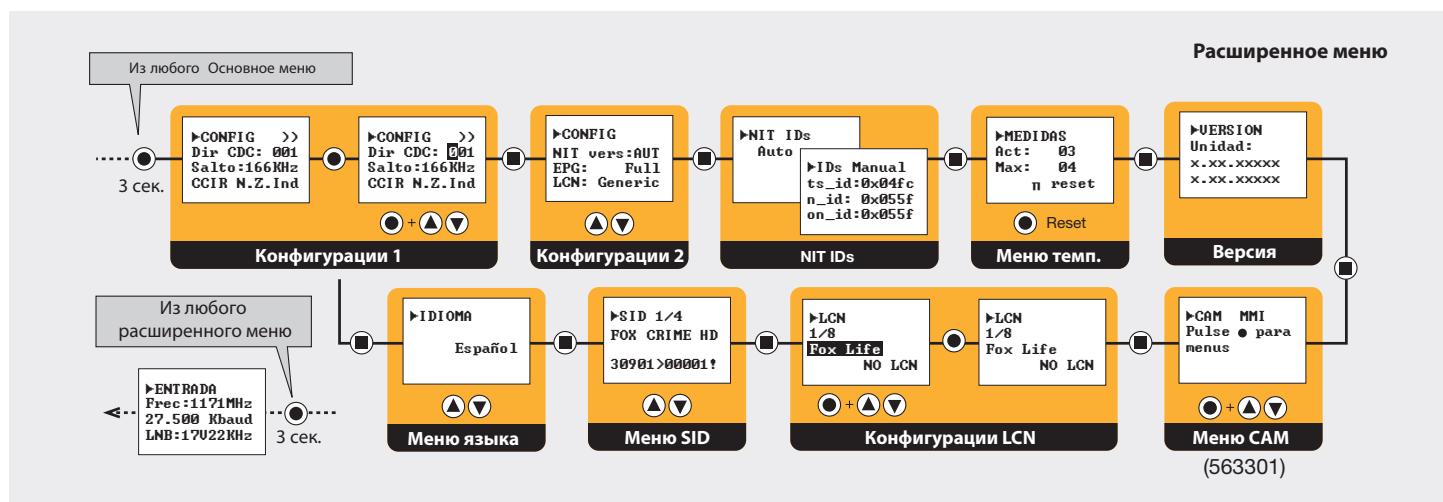 Расширенное меню
Из любого Основное меню
3 сек.
►CONFIG >>
Dir CDC: 001
Salto:166KHz
CCIR N.Z.Ind
►CONFIG >>
Dir CDC: 001
Salto:166KHz
CCIR N.Z.Ind
+
Конфигурации 1
►CONFIG
NIT vers:AUT
EPG: Full
LCN: Generic
Конфигурации 2
►NIT IDs
Auto
►IDs Manual
ts_id:0x04fc
n_id: 0x055f
on_id:0x055f
NIT IDs
►MEDIDAS
Act: 03
Max: 04
п reset
Reset
Меню темп.
►VERSION
Unidad:
x.xx.xxxxx
x.xx.xxxxx
Версия
Из любого
расширенного меню
►ENTRADA
Frec:1171MHz
27.500 Kbaud
LNB:17V22KHz
3 сек.
►IDIOMA
Español
Меню языка
►SID 1/4
FOX CRIME HD
30901>00001!
Меню SID
►LCN
1/8
Fox Life
NO LCN
+
►LCN
1/8
Fox Life
NO LCN
Конфигурации LCN
►CAM MMI
Pulse ● para
menus
+
Меню CAM
(563301)